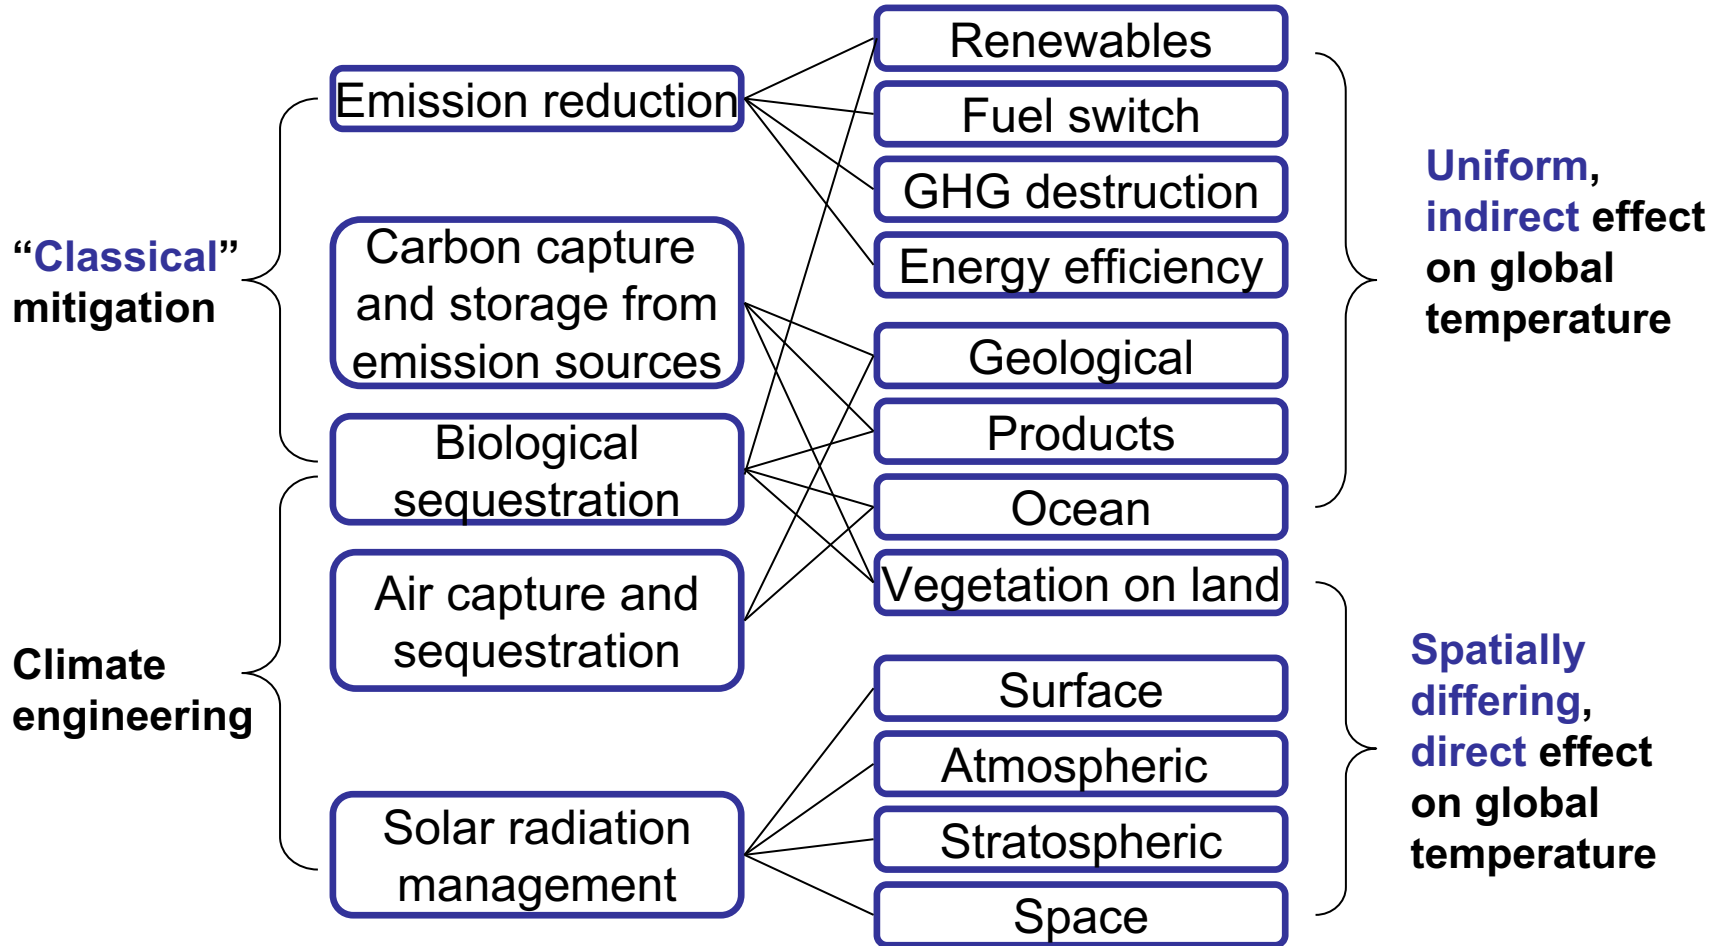 “Classical”
mitigation
Climate
engineering
Emission reduction
Carbon capture
and storage from
emission sources
Biological
sequestration
Air capture and
sequestration
Solar radiation
management
Renewables
Fuel switch
GHG destruction
Energy efficiency
Geological
Products
Ocean
Vegetation on land
Surface
Atmospheric
Stratospheric
Space
Uniform,
indirect effect
on global
temperature
Spatially
differing,
direct effect
on global
temperature